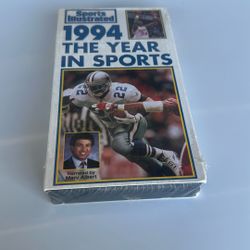 Sports
Illustrated
1994
THE YEAR
IN SPORTS
22
Narrated by
Marv Albert